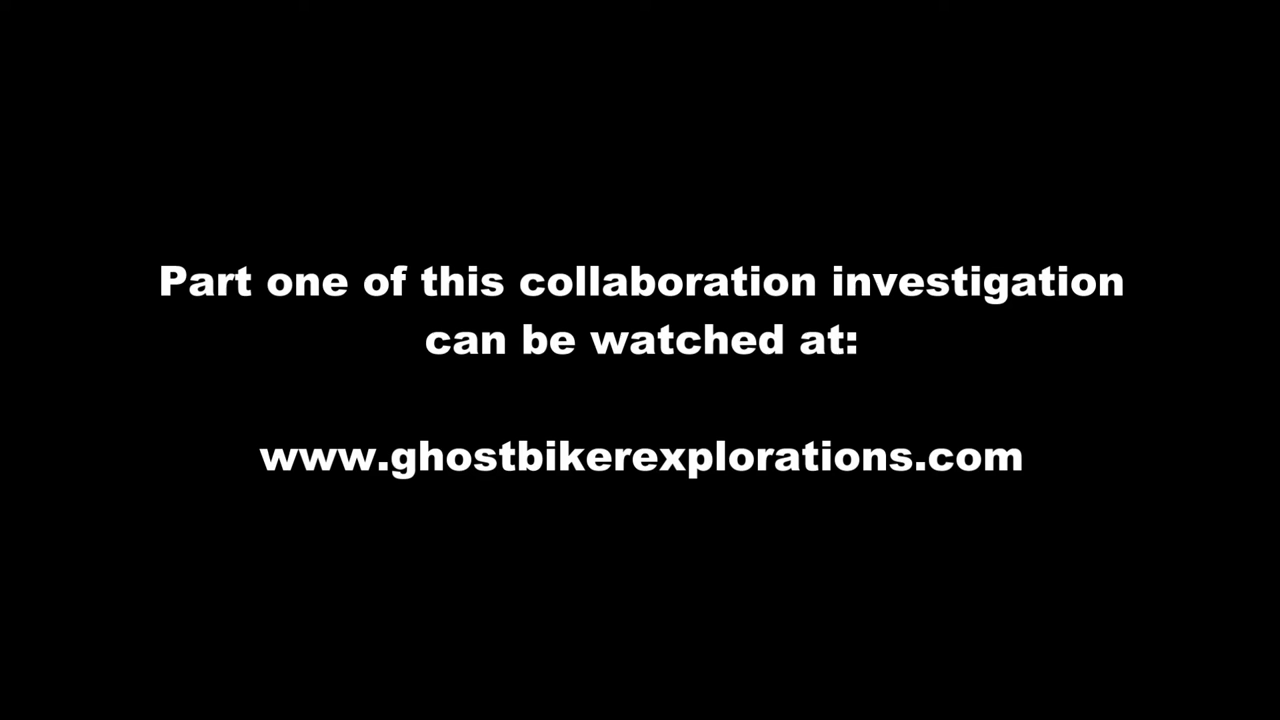 Part one of this collaboration investigation
can be watched at:
www.ghostbikerexplorations.com